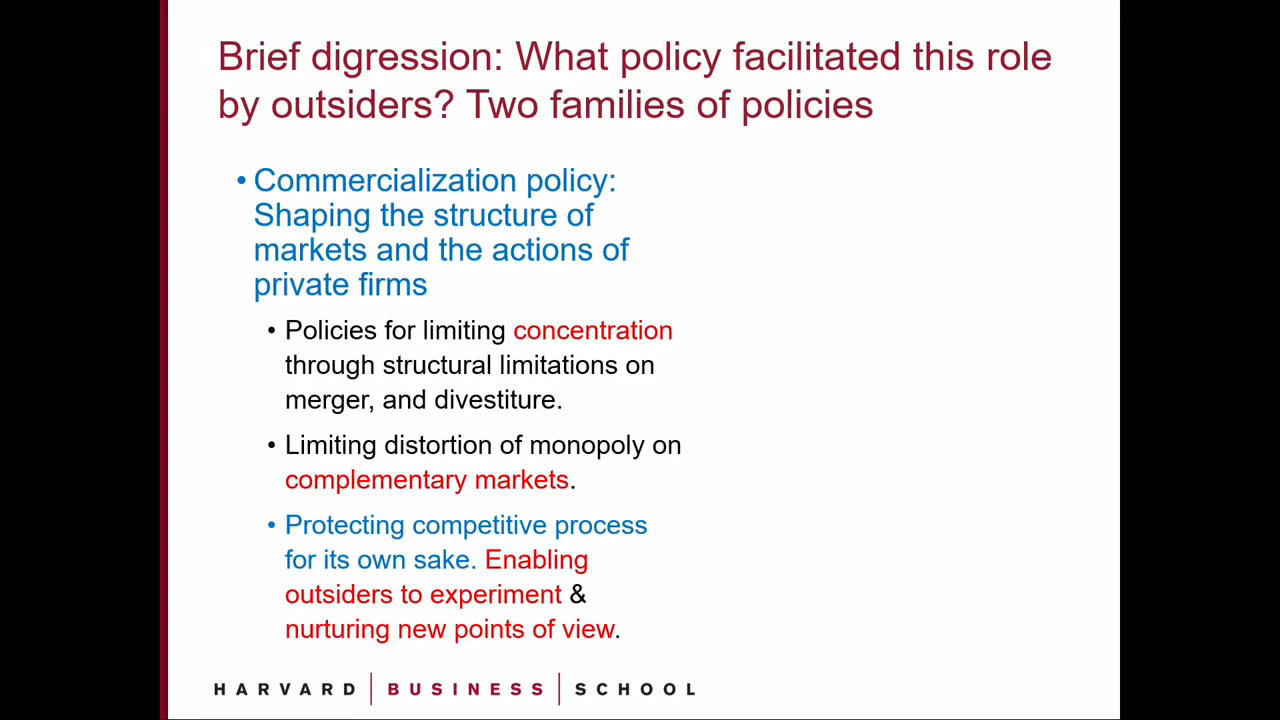 Brief digression: What policy facilitated this role
by outsiders? Two families of policies
• Commercialization policy:
Shaping the structure of
markets and the actions of
private firms
• Policies for limiting concentration
through structural limitations on
merger, and divestiture.
• Limiting distortion of monopoly on
complementary markets.
• Protecting competitive process
for its own sake. Enabling
outsiders to experiment &
nurturing new points of view.
HARVARD | BUSINESS | SCHOOL